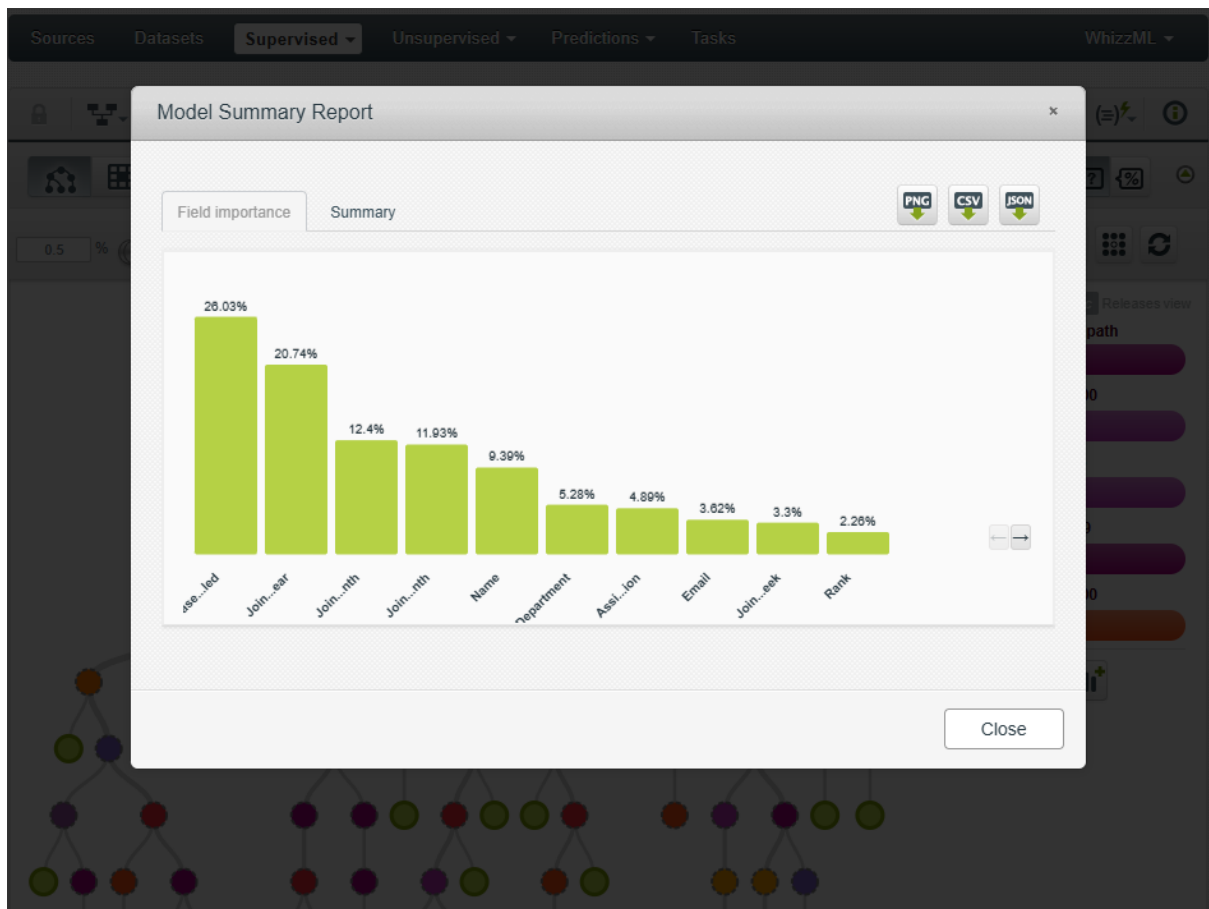 Sources Datasets Supervised Unsupervised Predictions Tasks WhizzML
Model Summary Report ×
Field importance Summary PNG CSV JSON
0.5 %
Releases view
path
26.03%
20.74%
12.4%
11.93%
9.39%
5.28%
4.89%
3.62%
3.3%
2.26%
Join...ear
Join...nth
Join...nth
Name
Department
Assi...ion
Email
Join...eek
Rank
Close